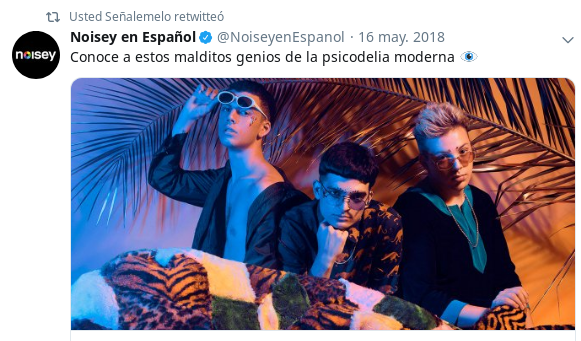 Usted Señalemelo retwitteó
Noisey en Español @NoiseyenEspanol · 16 may. 2018
noisey
Conoce a estos malditos genios de la psicodelia moderna 👁